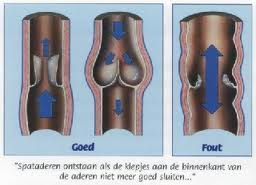 Goed
Fout
"Spataderen ontstaan als de klepjes aan de binnenkant van
de aderen niet meer goed sluiten..."